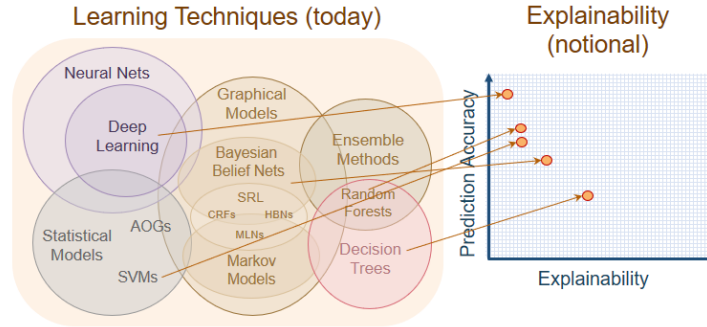 Learning Techniques (today)
Explainability
(notional)
Neural Nets
Graphical
Models
Deep
Learning
Ensemble
Methods
Bayesian
Belief Nets
SRL
Random
Forests
CRFs
HBNs
AOGs
MLNs
Statistical
Models
Decision
Trees
SVMs
Markov
Models
Prediction Accuracy
Explainability